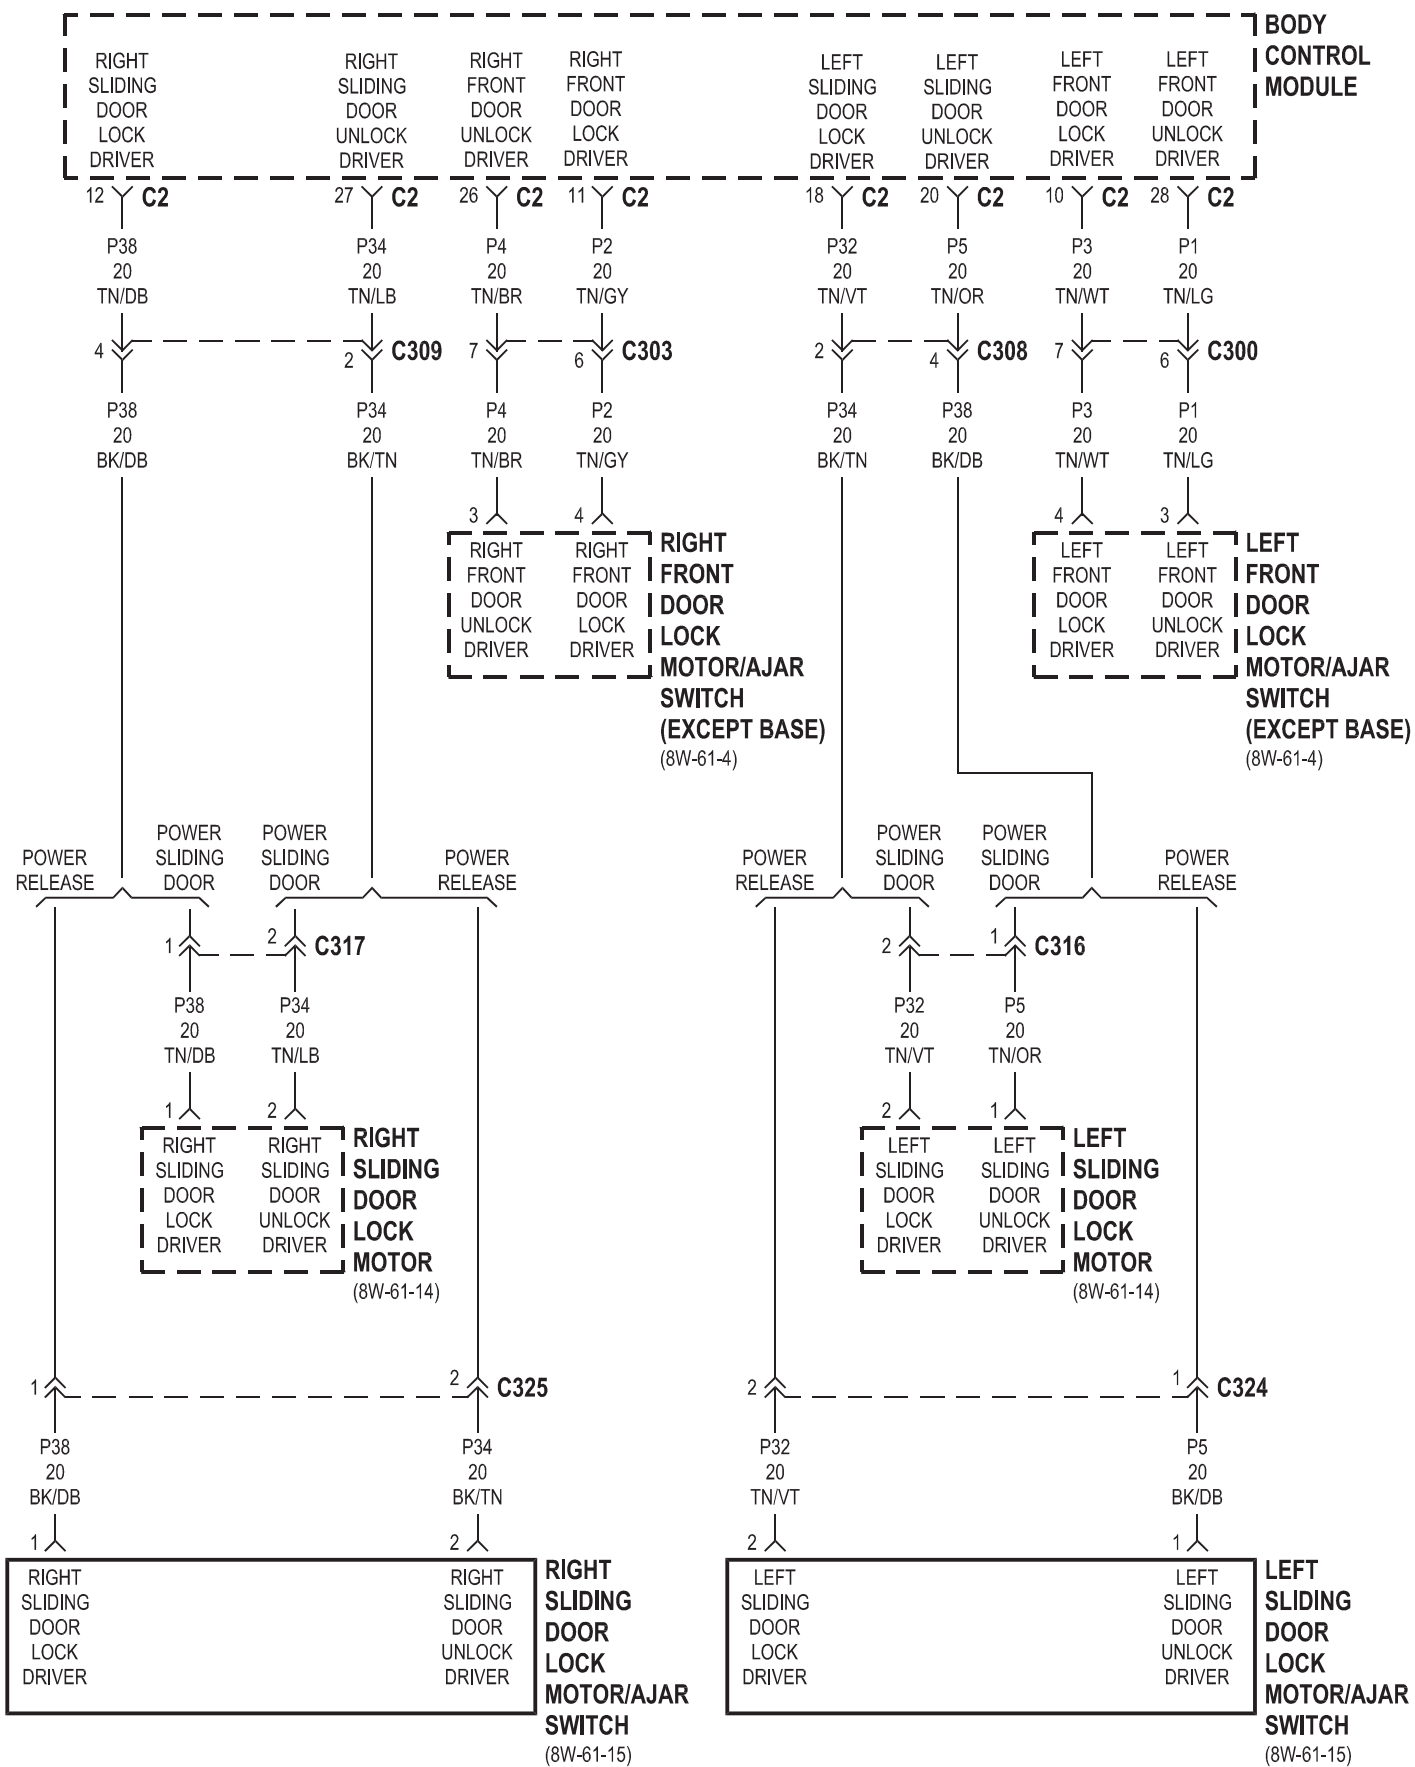 BODY
CONTROL
MODULE
RIGHT
SLIDING
DOOR
LOCK
DRIVER
RIGHT
SLIDING
DOOR
UNLOCK
DRIVER
RIGHT
FRONT
DOOR
UNLOCK
DRIVER
RIGHT
FRONT
DOOR
LOCK
DRIVER
LEFT
SLIDING
DOOR
LOCK
DRIVER
LEFT
SLIDING
DOOR
UNLOCK
DRIVER
LEFT
FRONT
DOOR
LOCK
DRIVER
LEFT
FRONT
DOOR
UNLOCK
DRIVER
12 C2 27 C2 26 C2 11 C2 18 C2 20 C2 10 C2 28 C2
P38 P34 P4 P2 P32 P5 P3 P1
20 20 20 20 20 20 20 20
TN/DB TN/LB TN/BR TN/GY TN/VT TN/OR TN/WT TN/LG
4 2 C309 7 6 C303 2 4 C308 7 6 C300
P38 P34 P4 P2 P34 P38 P3 P1
20 20 20 20 20 20 20 20
BK/DB BK/TN TN/BR TN/GY BK/TN BK/DB TN/WT TN/LG
3 4 4 3
RIGHT
FRONT
DOOR
UNLOCK
DRIVER
RIGHT
FRONT
DOOR
LOCK
DRIVER
RIGHT
FRONT
DOOR
LOCK
MOTOR/AJAR
SWITCH
(EXCEPT BASE)
(8W-61-4)
LEFT
FRONT
DOOR
LOCK
DRIVER
LEFT
FRONT
DOOR
UNLOCK
DRIVER
LEFT
FRONT
DOOR
LOCK
MOTOR/AJAR
SWITCH
(EXCEPT BASE)
(8W-61-4)
POWER
RELEASE
POWER
SLIDING
DOOR
POWER
SLIDING
DOOR
POWER
RELEASE
POWER
RELEASE
POWER
SLIDING
DOOR
POWER
SLIDING
DOOR
POWER
RELEASE
1 2 C317 2 1 C316
P38 P34 P32 P5
20 20 20 20
TN/DB TN/LB TN/VT TN/OR
1 2 2 1
RIGHT
SLIDING
DOOR
LOCK
DRIVER
RIGHT
SLIDING
DOOR
UNLOCK
DRIVER
RIGHT
SLIDING
DOOR
LOCK
MOTOR
(8W-61-14)
LEFT
SLIDING
DOOR
LOCK
DRIVER
LEFT
SLIDING
DOOR
UNLOCK
DRIVER
LEFT
SLIDING
DOOR
LOCK
MOTOR
(8W-61-14)
1 2 C325 2 1 C324
P38 P34 P32 P5
20 20 20 20
BK/DB BK/TN TN/VT BK/DB
1 2 2 1
RIGHT
SLIDING
DOOR
LOCK
DRIVER
RIGHT
SLIDING
DOOR
UNLOCK
DRIVER
RIGHT
SLIDING
DOOR
LOCK
MOTOR/AJAR
SWITCH
(8W-61-15)
LEFT
SLIDING
DOOR
LOCK
DRIVER
LEFT
SLIDING
DOOR
UNLOCK
DRIVER
LEFT
SLIDING
DOOR
LOCK
MOTOR/AJAR
SWITCH
(8W-61-15)